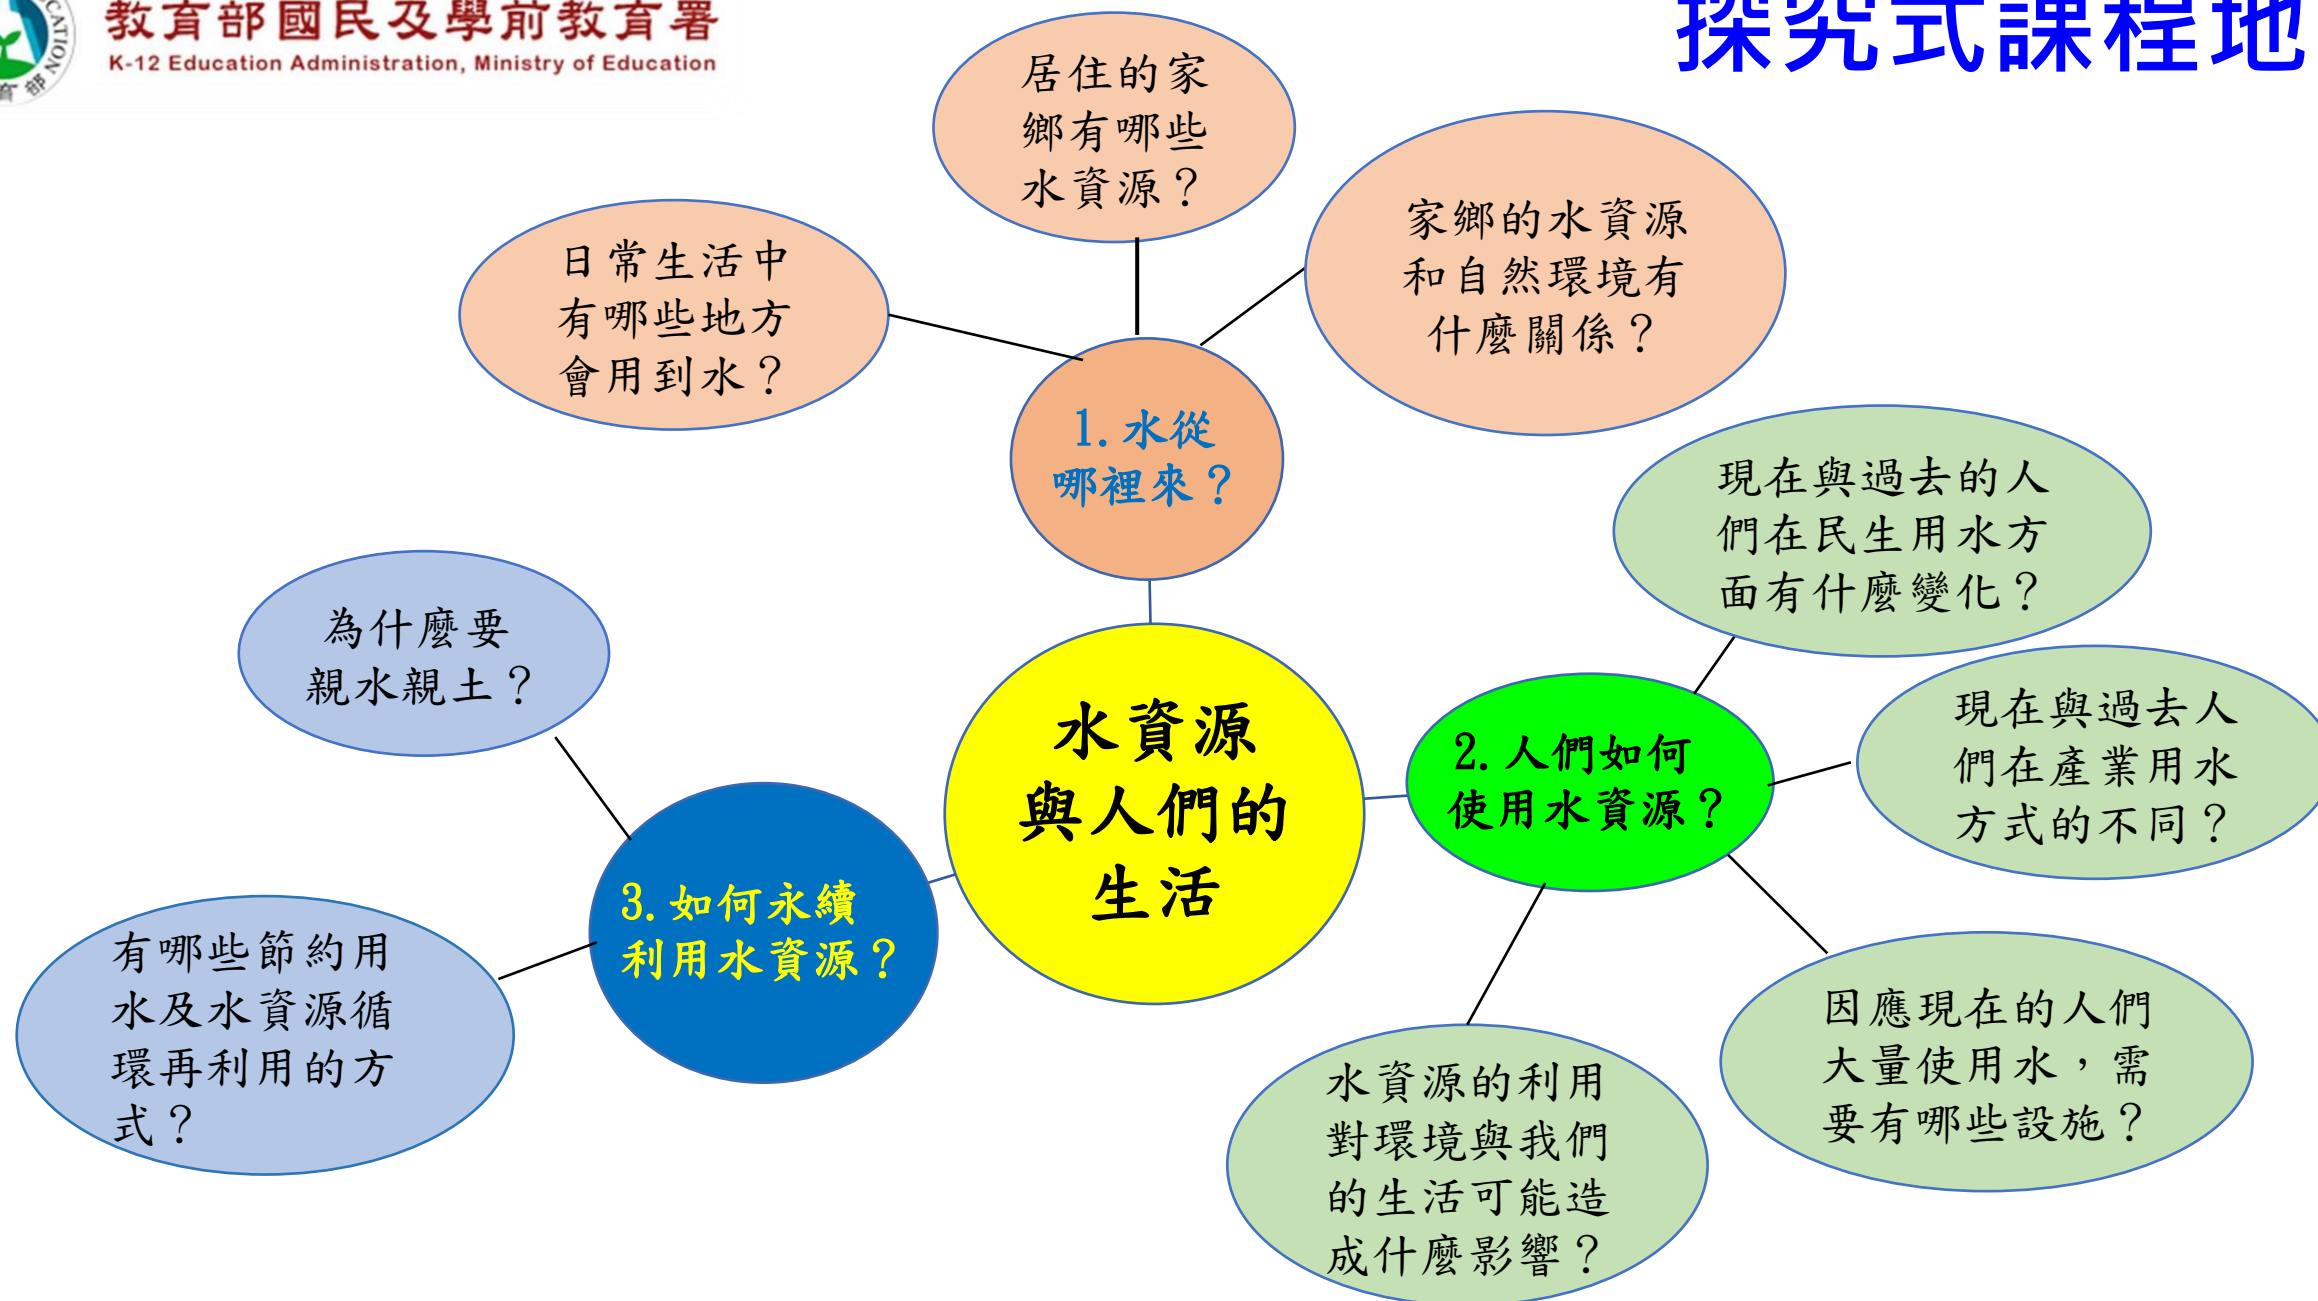 教育部國民及學前教育署
K-12 Education Administration, Ministry of Education
探究式課程地
居住的家
鄉有哪些
水資源？
家鄉的水資源
和自然環境有
什麼關係？
日常生活中
有哪些地方
會用到水？
1.水從
哪裡來？
現在與過去的人
們在民生用水方
面有什麼變化？
為什麼要
親水親土？
水資源
與人們的
生活
2.人們如何
使用水資源？
現在與過去人
們在產業用水
方式的不同？
3.如何永續
利用水資源？
有哪些節約用
水及水資源循
環再利用的方
式？
因應現在的人們
大量使用水，需
要有哪些設施？
水資源的利用
對環境與我們
的生活可能造
成什麼影響？